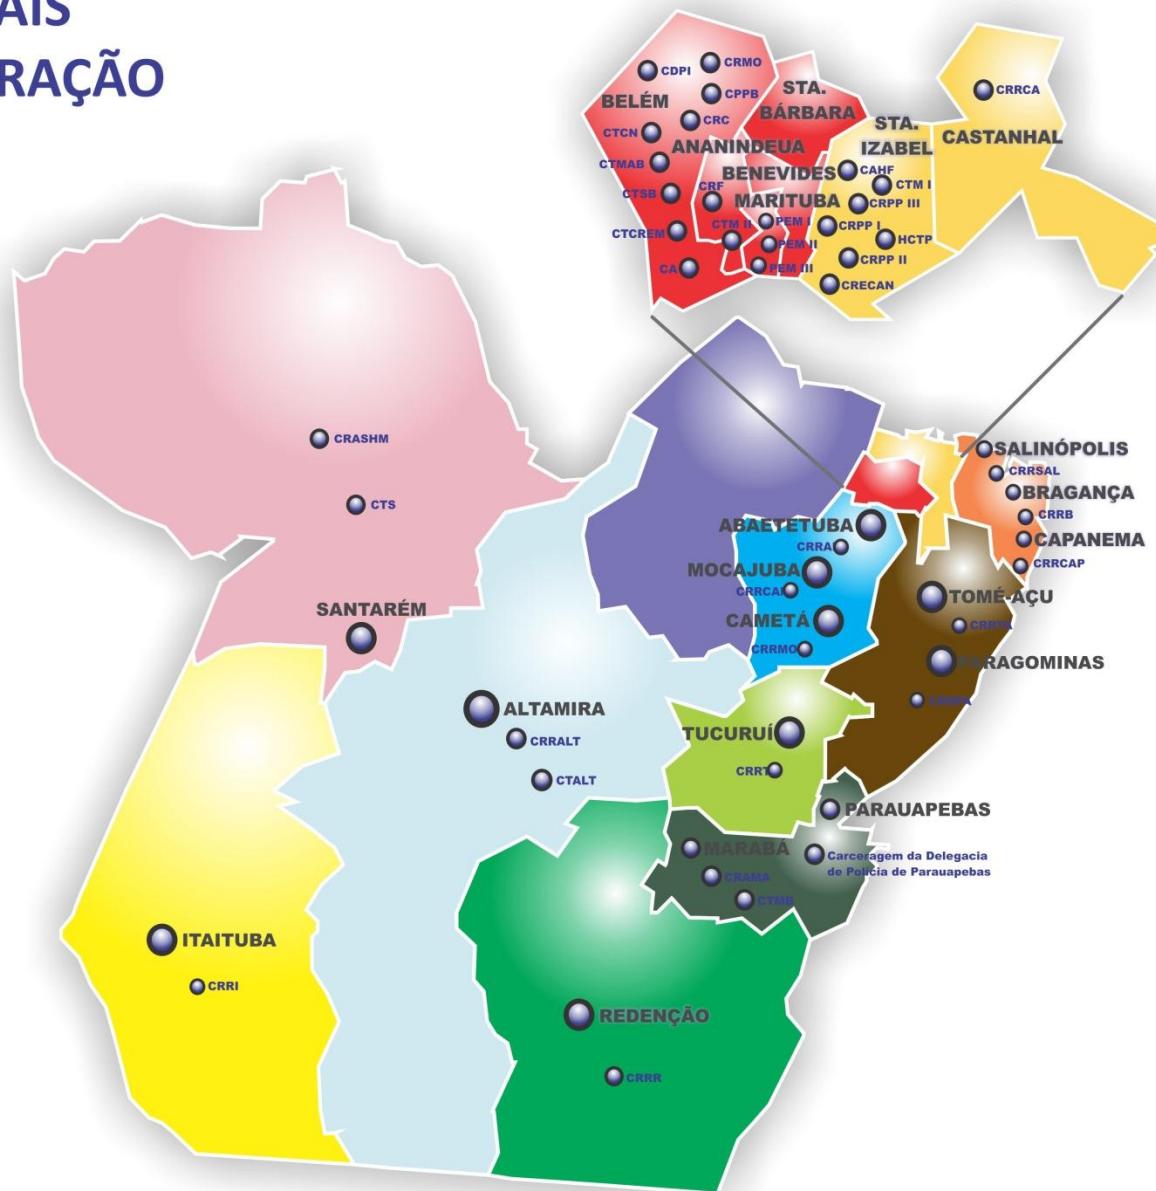 AIS
RAÇÃO
CDPI
CRMO
BELÉM
CPPB
CRC
CTCN
ANANINDEUA
CTMAB
CTSB
CRF
CTM II
CTCREM
CA
STA.
BÁRBARA
BENEVIDES
MARITUBA
PEM I
PEM II
PEM III
STA.
IZABEL
CAHF
CTM I
CRPP III
CRPP I
HCTP
CRPP II
CRECAN
CRRCA
CASTANHAL
CRASHM
CTS
SANTARÉM
SALINÓPOLIS
CRRSAL
BRAGANÇA
CRRB
CAPANEMA
CRRCAP
ABAETETUBA
CRRA
MOCAJUBA
CAMETÁ
CRRMO
TOMÉ-AÇU
PARAGOMINAS
ALTAMIRA
CRRALT
CTALT
TUCURUÍ
CRRT
PARAUAPEBAS
Carceragem da Delegacia
de Polícia de Parauapebas
MARABÁ
CRAMA
CTMB
ITAITUBA
CRRI
REDENÇÃO
CRRR